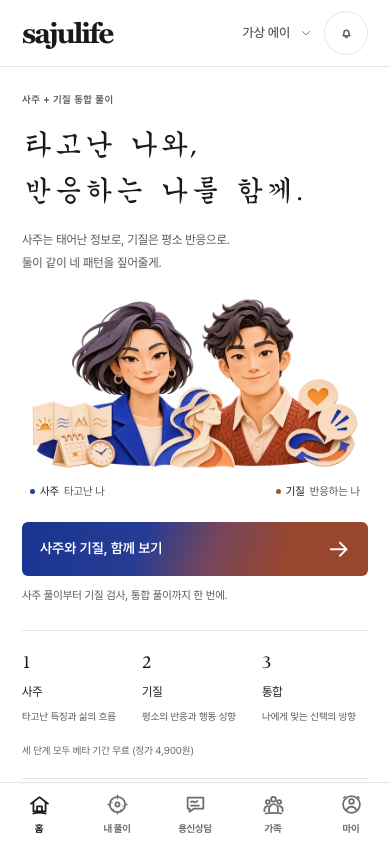 sajulife
가상 에이
사주 + 기질 통합 풀이
타고난 나와,
반응하는 나를 함께.
사주는 태어난 정보로, 기질은 평소 반응으로.
둘이 같이 네 패턴을 짚어줄게.
사주 타고난 나
기질 반응하는 나
사주와 기질, 함께 보기
사주 풀이부터 기질 검사, 통합 풀이까지 한 번에.
1
2
3
사주
기질
통합
타고난 특징과 삶의 흐름
평소의 반응과 행동 성향
나에게 맞는 선택의 방향
세 단계 모두 베타 기간 무료 (정가 4,900원)
홈
내 풀이
용신상담
가족
마이